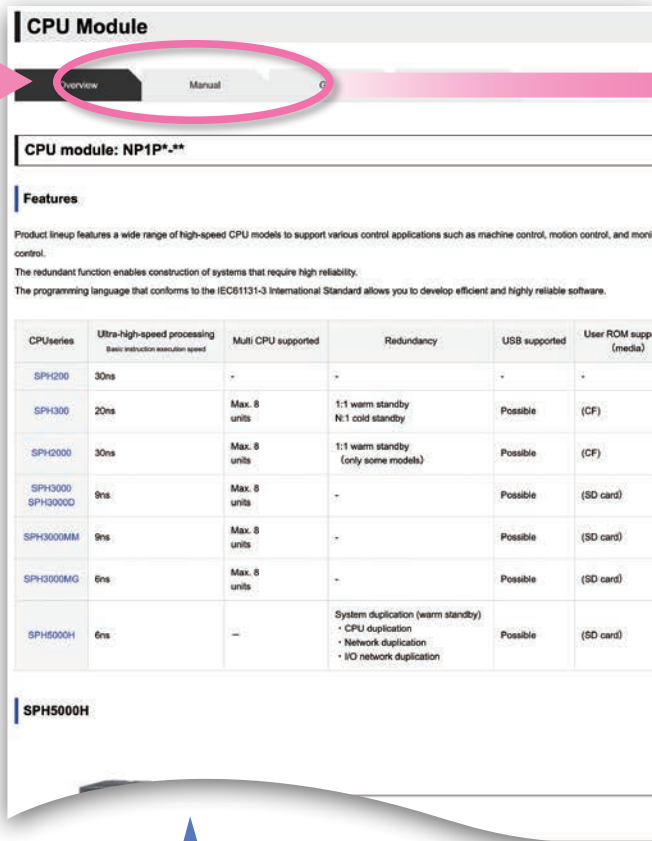 CPU Module
Overview Manual
CPU module: NP1P*-**
Features
Product lineup features a wide range of high-speed CPU models to support various control applications such as machine control, motion control, and
control.
The redundant function enables construction of systems that require high reliability.
The programming language that conforms to the IEC61131-3 International Standard allows you to develop efficient and highly reliable software.
CPUseries Ultra-high-speed processing Multi CPU supported Redundancy USB supported User ROM
Basic instruction execution speed (media)
SPH200 30ns - - - -
SPH300 20ns Max. 8 units 1:1 warm standby Possible (CF)
N:1 cold standby
SPH2000 30ns Max. 8 units 1:1 warm standby Possible (CF)
(only some models)
SPH3000 9ns Max. 8 units - Possible (SD card)
SPH3000D
SPH3000MM 9ns Max. 8 units - Possible (SD card)
SPH3000MG 6ns Max. 8 units - Possible (SD card)
SPH5000H 6ns — System duplication (warm standby) Possible (SD card)
・CPU duplication
・Network duplication
・I/O network duplication
SPH5000H